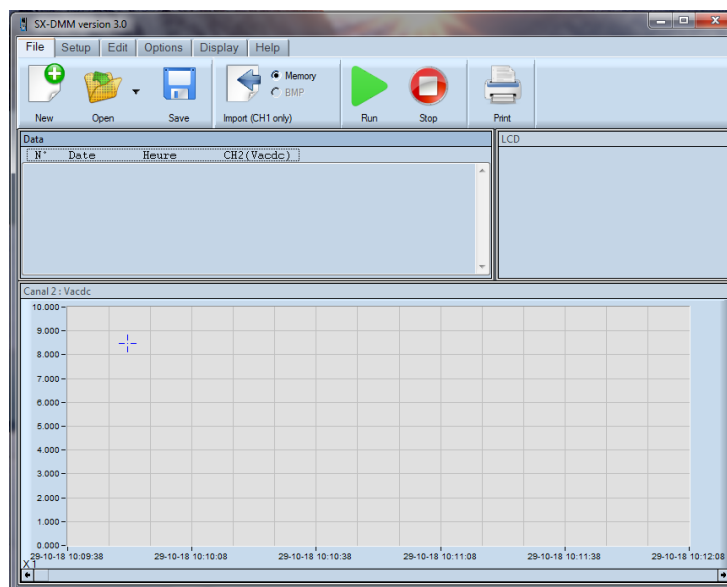 SX-DMM version 3.0
File Setup Edit Options Display Help
Memory
BMP
New Open Save Import (CH1 only) Run Stop Print
Data
N° Date Heure CH2(Vacdc)
LCD
Canal 2 : Vacdc
10.000
9.000
8.000
7.000
6.000
5.000
4.000
3.000
2.000
1.000
0.000
29-10-18 10:09:38 29-10-18 10:10:08 29-10-18 10:10:38 29-10-18 10:11:08 29-10-18 10:11:38 29-10-18 10:12:08
X1